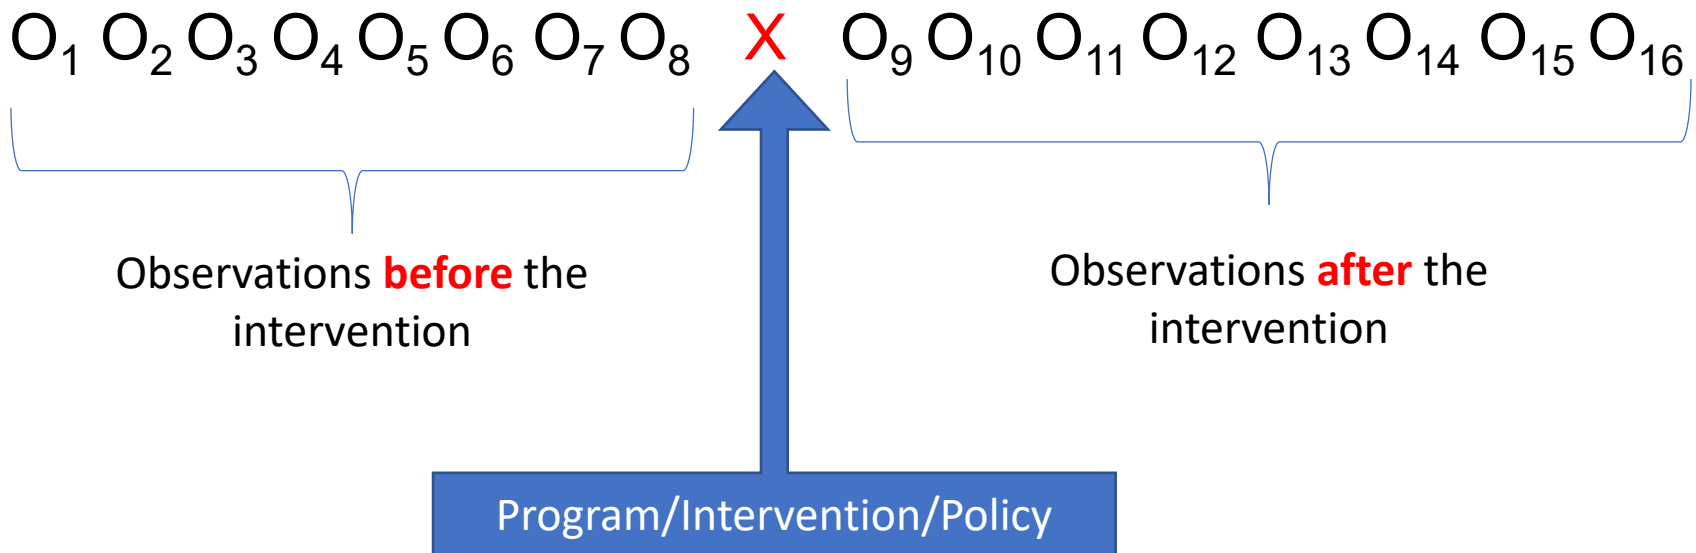 O₁ O₂ O₃ O₄ O₅ O₆ O₇ O₈ X O₉ O₁₀ O₁₁ O₁₂ O₁₃ O₁₄ O₁₅ O₁₆
Observations before the
intervention
Observations after the
intervention
Program/Intervention/Policy